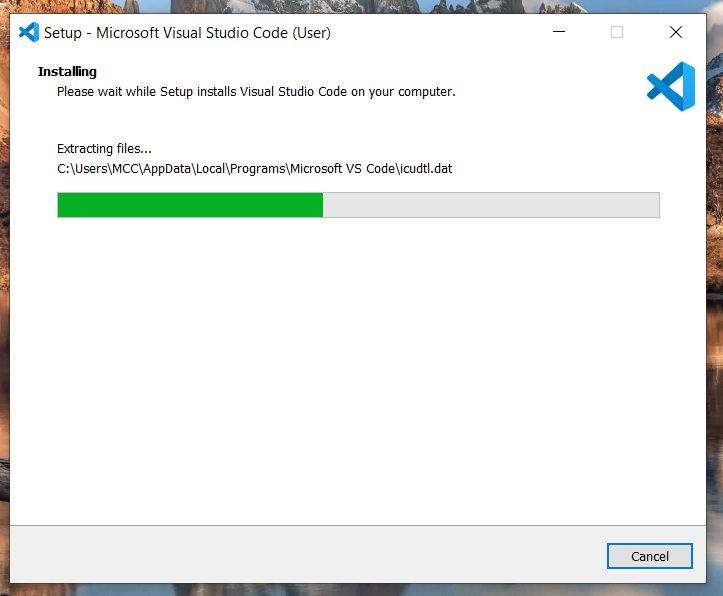 Setup - Microsoft Visual Studio Code (User)
Installing
Please wait while Setup installs Visual Studio Code on your computer.
Extracting files...
C:\Users\MCC\AppData\Local\Programs\Microsoft VS Code\icudtl.dat
Cancel